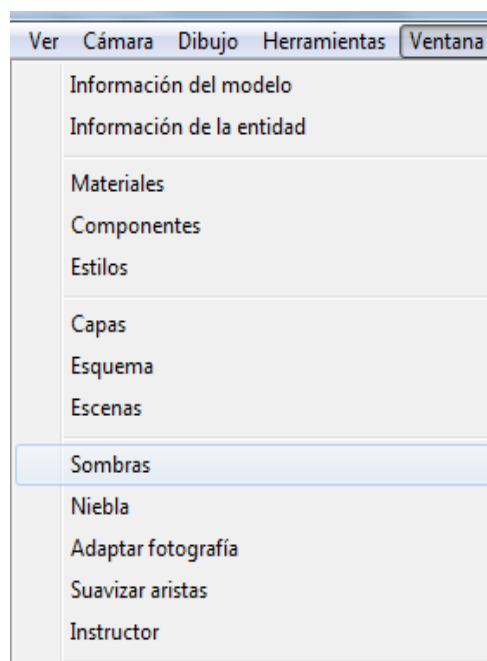 Ver Cámara Dibujo Herramientas Ventana
Información del modelo
Información de la entidad
Materiales
Componentes
Estilos
Capas
Esquema
Escenas
Sombras
Niebla
Adaptar fotografía
Suavizar aristas
Instructor